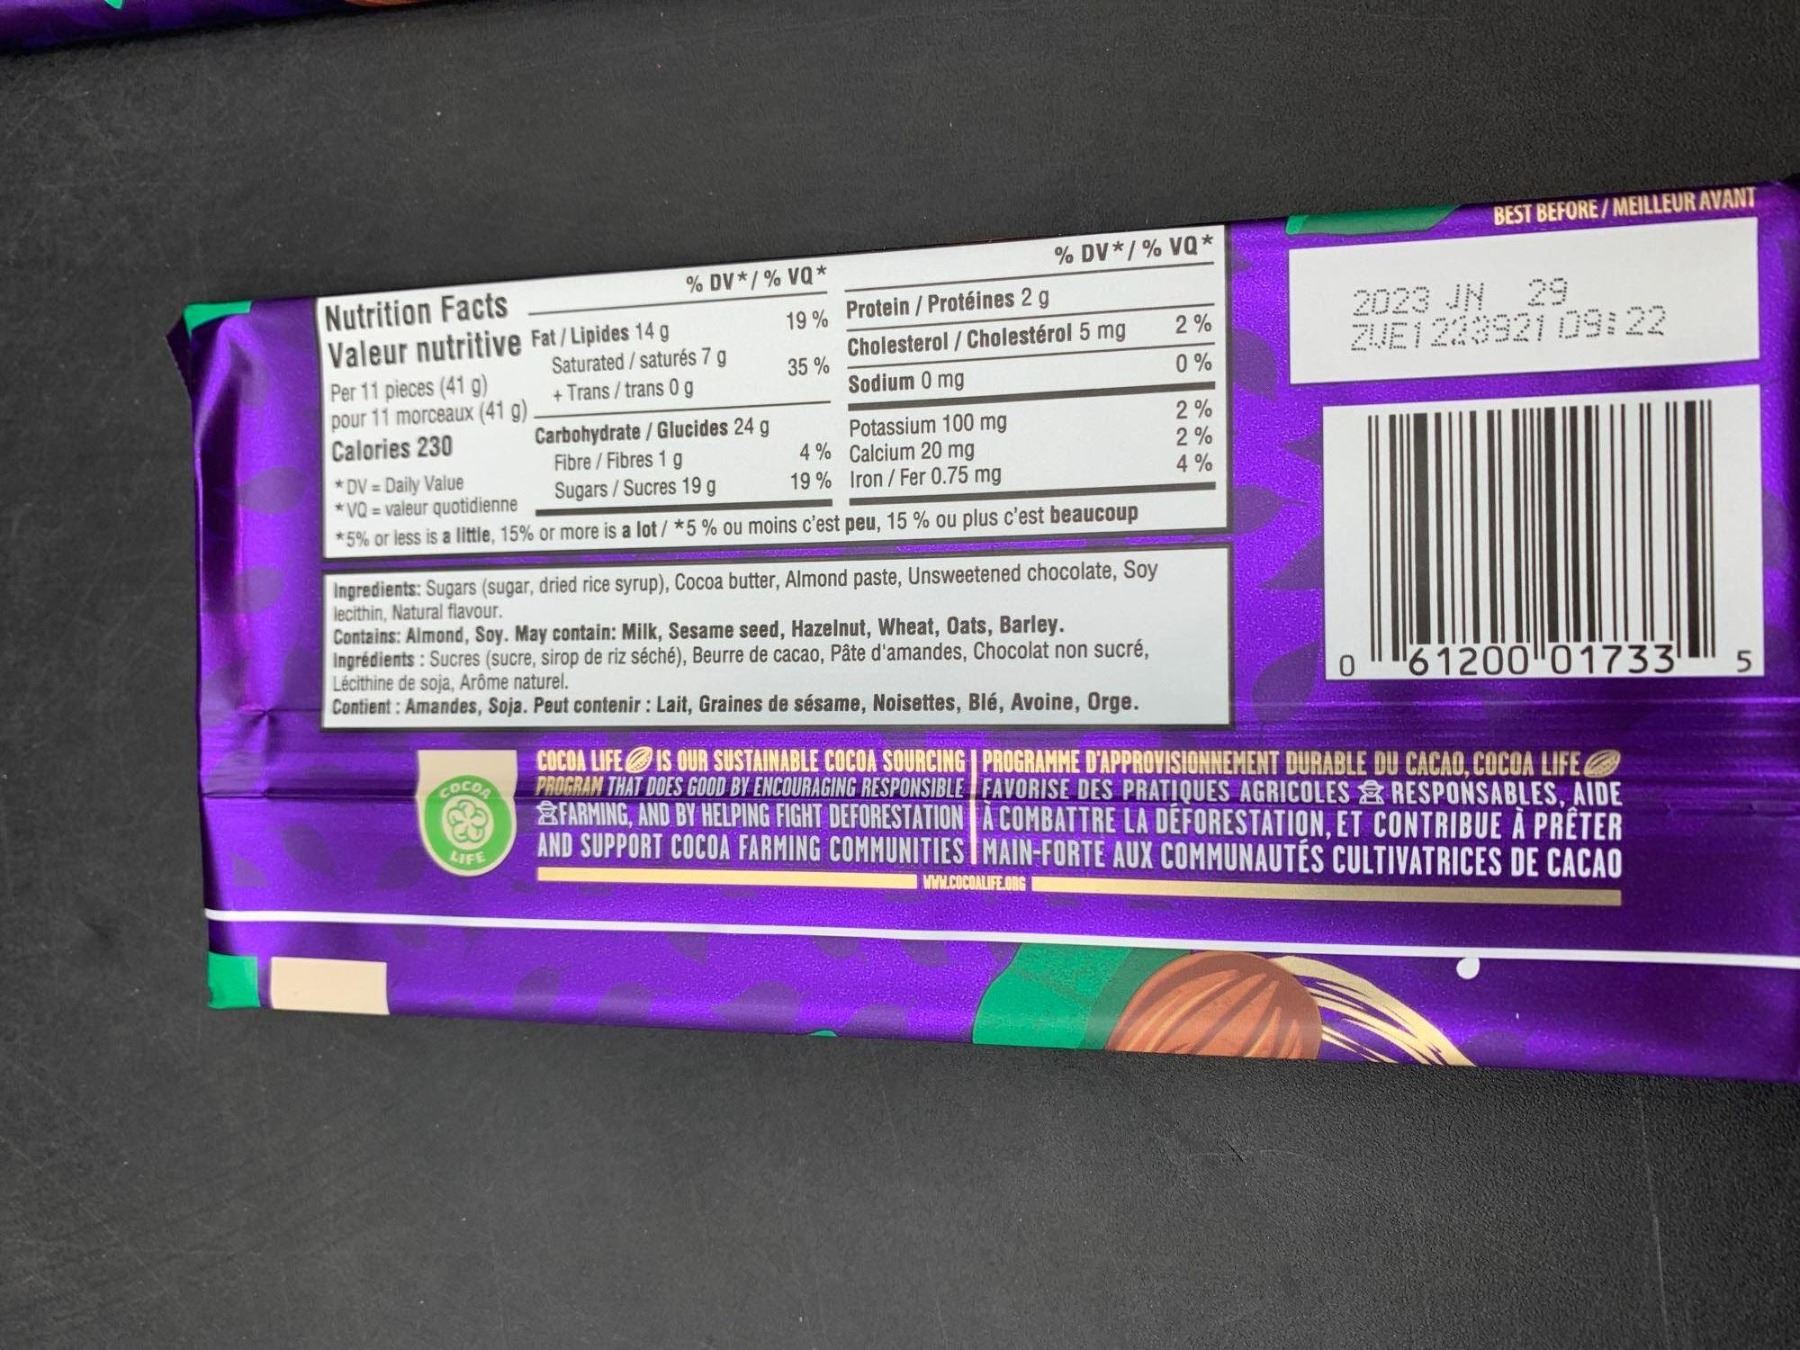 Nutrition Facts
Valeur nutritive
Per 11 pieces (41 g)
pour 11 morceaux (41 g)
Calories 230
*DV = Daily Value
*VQ = valeur quotidienne
% DV*/% VQ*
Fat / Lipides 14 g 19 %
Saturated / saturés 7 g
+ Trans / trans 0 g 35 %
Carbohydrate / Glucides 24 g
Fibre / Fibres 1 g 4 %
Sugars / Sucres 19 g 19 %
% DV*/% VQ*
Protein / Protéines 2 g
Cholesterol / Cholestérol 5 mg 2 %
Sodium 0 mg 0 %
Potassium 100 mg 2 %
Calcium 20 mg 2 %
Iron / Fer 0.75 mg 4 %
*5% or less is a little, 15% or more is a lot / *5 % ou moins c'est peu, 15 % ou plus c'est beaucoup
Ingredients: Sugars (sugar, dried rice syrup), Cocoa butter, Almond paste, Unsweetened chocolate, Soy
lecithin, Natural flavour.
Contains: Almond, Soy. May contain: Milk, Sesame seed, Hazelnut, Wheat, Oats, Barley.
Ingrédients : Sucres (sucre, sirop de riz séché), Beurre de cacao, Pâte d'amandes, Chocolat non sucré,
Lécithine de soja, Arôme naturel.
Contient : Amandes, Soja. Peut contenir : Lait, Graines de sésame, Noisettes, Blé, Avoine, Orge.
BEST BEFORE / MEILLEUR AVANT
2023 JN 29
09:22
0 61200 01733 5
COCOA LIFE
COCOA LIFE IS OUR SUSTAINABLE COCOA SOURCING
PROGRAM THAT DOES GOOD BY ENCOURAGING RESPONSIBLE
FARMING, AND BY HELPING FIGHT DEFORESTATION
AND SUPPORT COCOA FARMING COMMUNITIES
PROGRAMME D'APPROVISIONNEMENT DURABLE DU CACAO, COCOA LIFE
FAVORISE DES PRATIQUES AGRICOLES RESPONSABLES, AIDE
À COMBATTRE LA DÉFORESTATION, ET CONTRIBUE À PRÊTER
MAIN-FORTE AUX COMMUNAUTÉS CULTIVATRICES DE CACAO
WWW.COCOALIFE.ORG